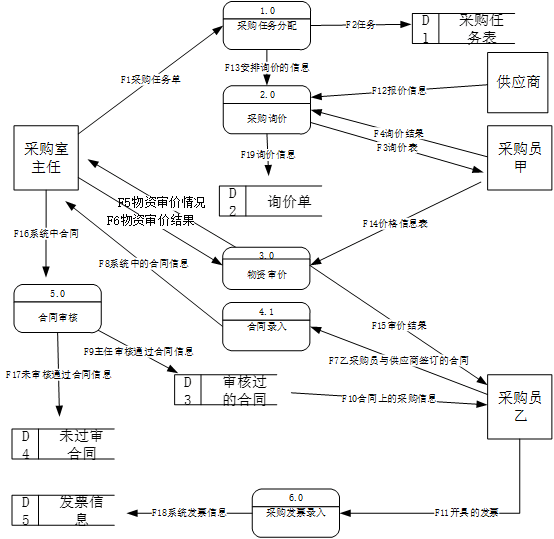 1.0
采购任务分配
F2任务
D
1
采购任
务表
F1采购任务单
F13安排询价的信息
2.0
采购询价
F12报价信息
供应商
F4询价结果
F3询价表
采购室
主任
采购员
甲
F19询价信息
D
2
询价单
F5物资审价情况
F6物资审价结果
F14价格信息表
F16系统中合同
3.0
物资审价
F8系统中的合同信息
5.0
合同审核
4.1
合同录入
F15审价结果
F9主任审核通过合同信息
F7乙采购员与供应商签订的合同
F17未审核通过合同信息
D
3
审核过
的合同
F10合同上的采购信息
采购员
乙
D
4
未过审
合同
D
5
发票信
息
F18系统发票信息
6.0
采购发票录入
F11开具的发票